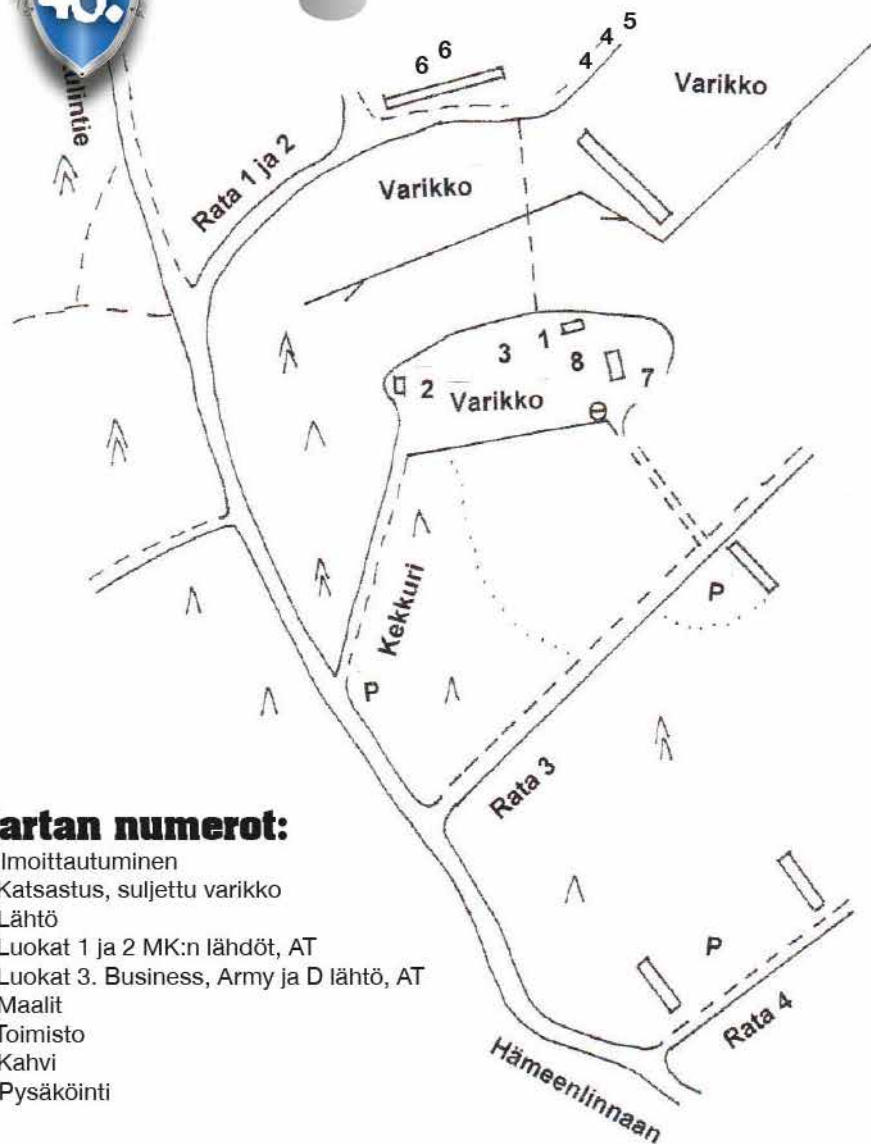 40.
5
4
4
6
6
Varikko
Rata 1 ja 2
Varikko
1
3
8
7
2
Varikko
Kekkuri
P
P
Rata 3
artan numerot:
Ilmoittautuminen
Katsastus, suljettu varikko
Lähtö
Luokat 1 ja 2 MK:n lähdöt, AT
Luokat 3. Business, Army ja D lähtö, AT
Maalit
Toimisto
Kahvi
Pysäköinti
P
Rata 4
Hämeenlinnaan